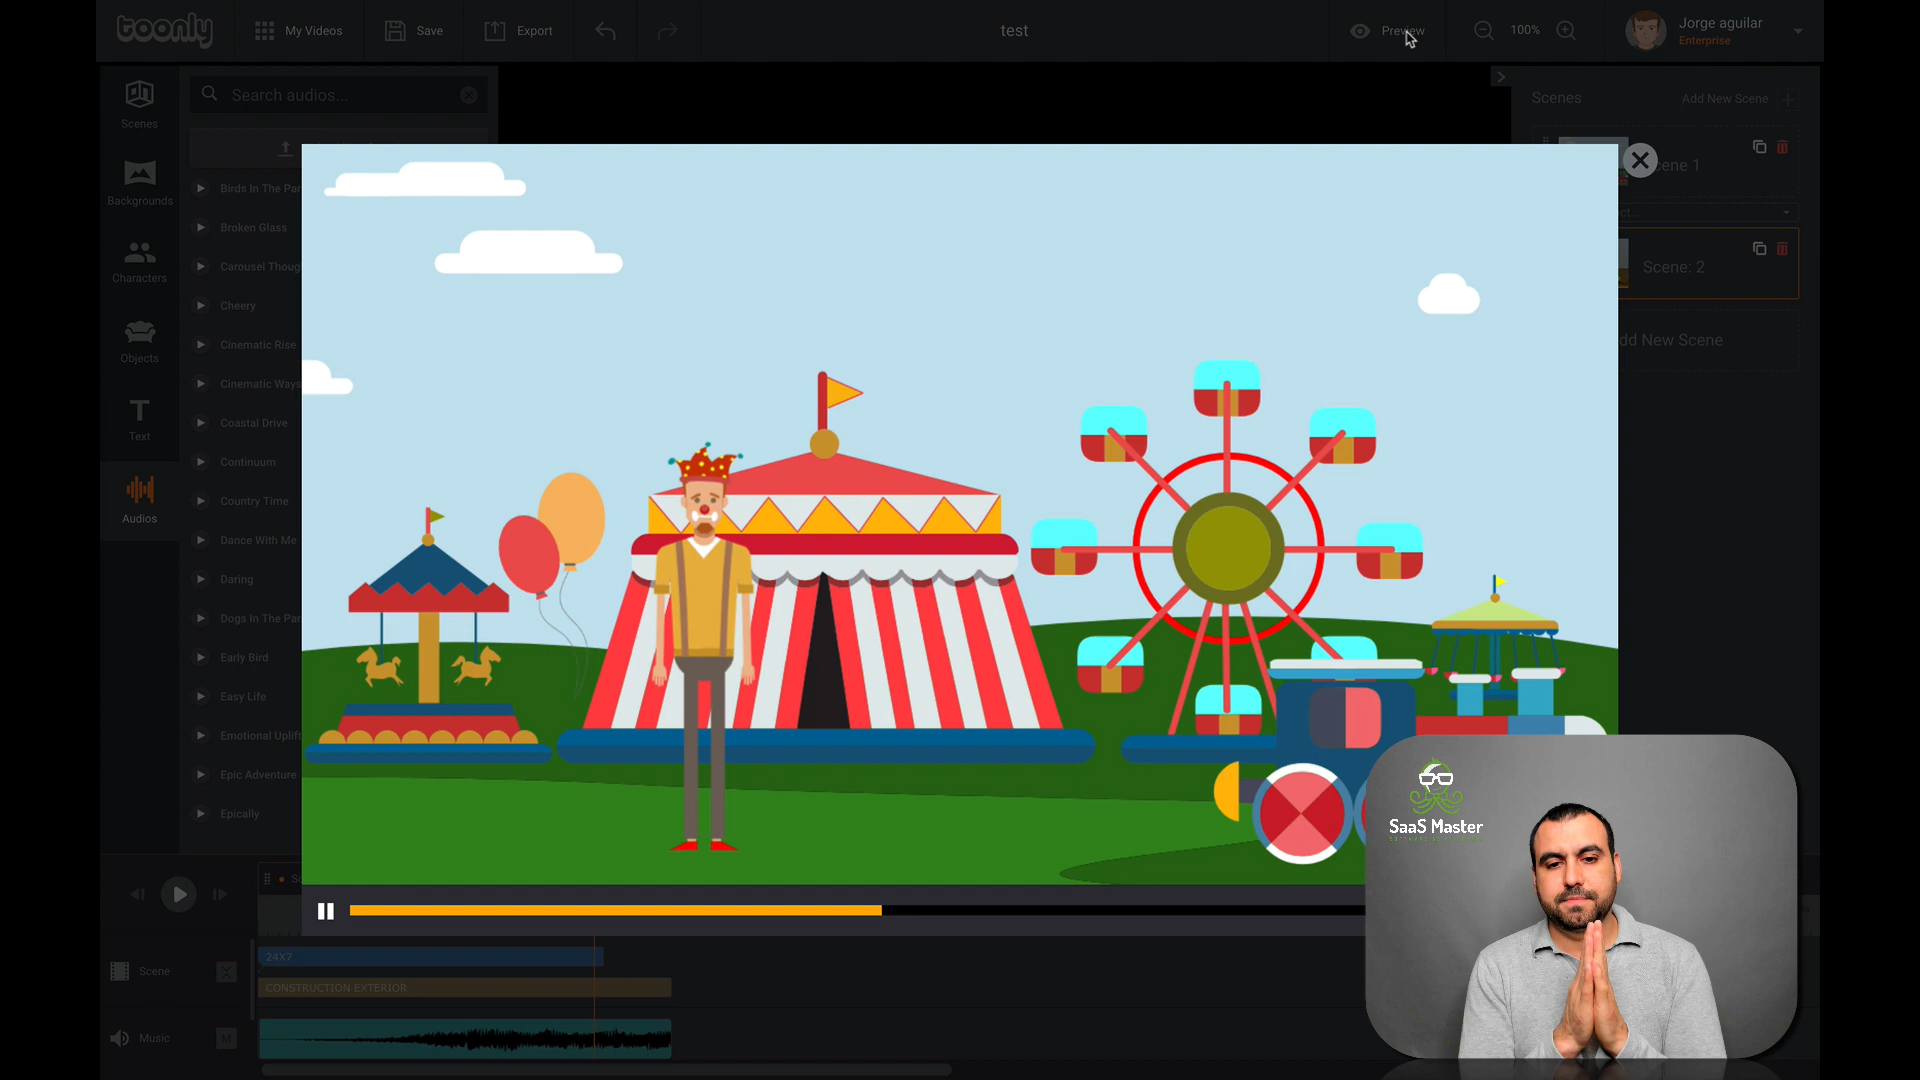 toonly
My Videos
Save
Export
test
Preview
100%
Jorge aguilar
Enterprise
Scenes
Backgrounds
Characters
Objects
Text
Audios
Search audios...
Birds In The Par
Broken Glass
Carousel Thoug
Cheery
Cinematic Rise
Cinematic Ways
Coastal Drive
Continuum
Country Time
Dance With Me
Daring
Dogs In The Par
Early Bird
Easy Life
Emotional Uplift
Epic Adventure
Epically
Scenes
Add New Scene
ene 1
Scene: 2
dd New Scene
Scene
24X7
CONSTRUCTION EXTERIOR
Music
M
SaaS Master